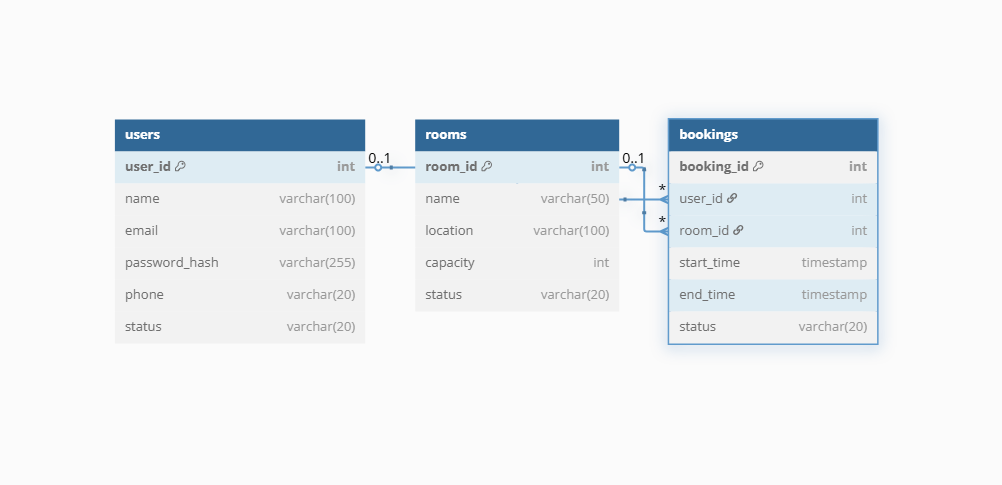 users
user_id int
name varchar(100)
email varchar(100)
password_hash varchar(255)
phone varchar(20)
status varchar(20)
0..1
rooms
room_id int
name varchar(50)
location varchar(100)
capacity int
status varchar(20)
0..1
*
*
bookings
booking_id int
user_id int
room_id int
start_time timestamp
end_time timestamp
status varchar(20)